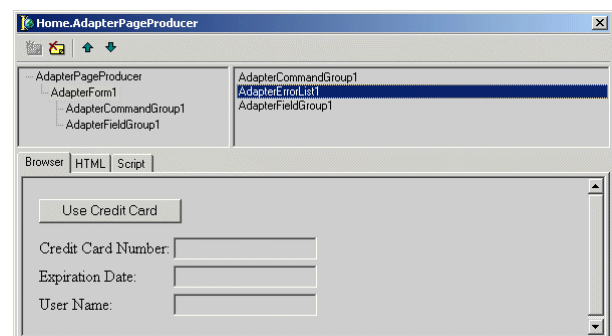 Home.AdapterPageProducer
AdapterPageProducer
AdapterForm1
AdapterCommandGroup1
AdapterFieldGroup1
AdapterCommandGroup1
AdapterErrorList1
AdapterFieldGroup1
Browser HTML Script
Use Credit Card
Credit Card Number:
Expiration Date:
User Name: